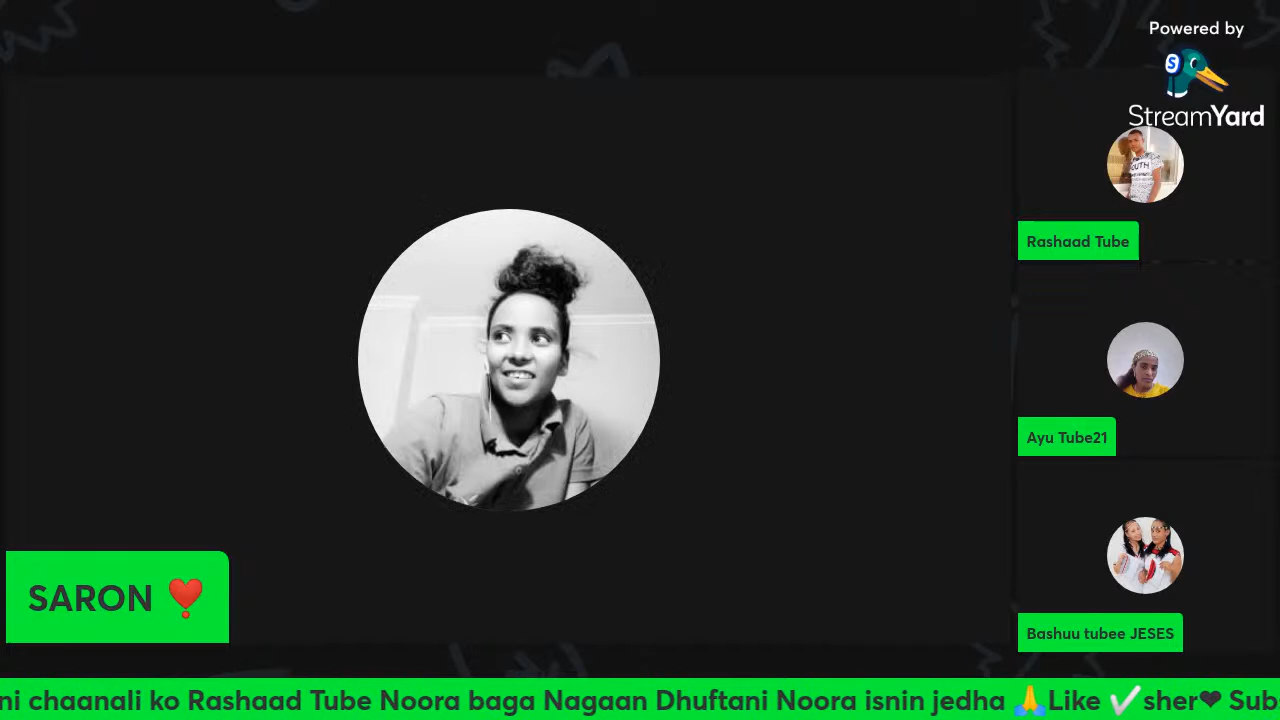 Powered by
StreamYard
Rashaad Tube
Ayu Tube21
Bashuu tubee JESES
SARON ❣️
ni chaanali ko Rashaad Tube Noora baga Nagaan Dhuftani Noora isnin jedha 🙏Like ✔️sher❤ Sub